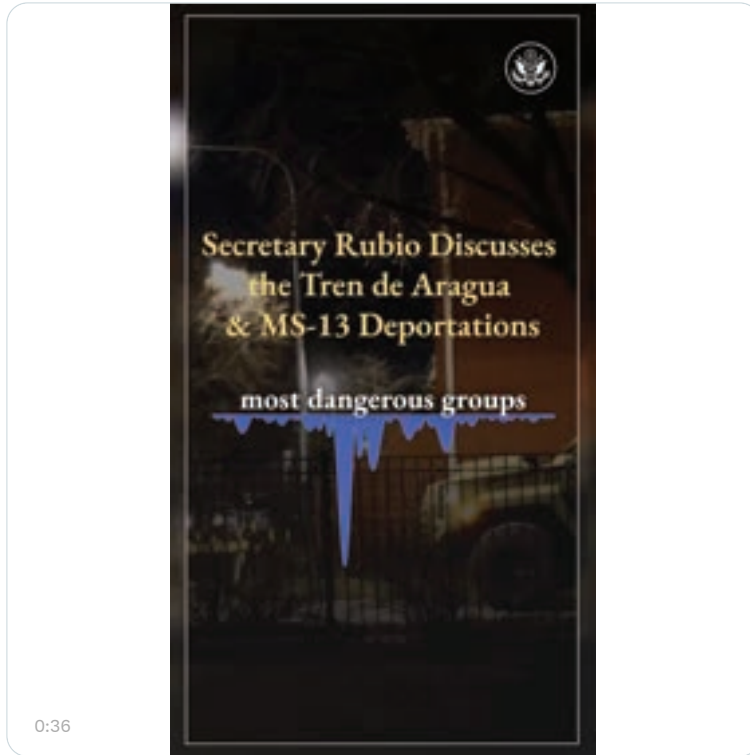 Secretary Rubio Discusses
the Tren de Aragua
& MS-13 Deportations
most dangerous groups
0:36